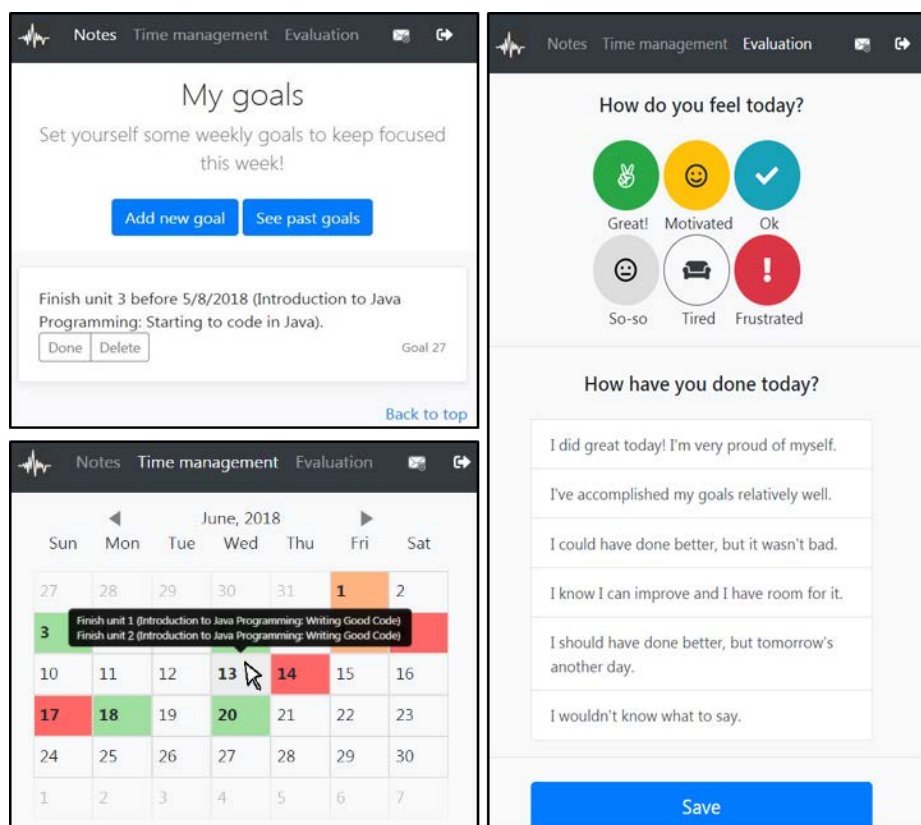 Notes Time management Evaluation
My goals
Set yourself some weekly goals to keep focused
this week!
Add new goal See past goals
Finish unit 3 before 5/8/2018 (Introduction to Java
Programming: Starting to code in Java).
Done Delete Goal 27
Back to top
Notes Time management Evaluation
June, 2018
Sun Mon Tue Wed Thu Fri Sat
27 28 29 30 31 1 2
Finish unit 1 (Introduction to Java Programming: Writing Good Code)
3 Finish unit 2 (Introduction to Java Programming: Writing Good Code)
10 11 12 13 14 15 16
17 18 19 20 21 22 23
24 25 26 27 28 29 30
1 2 3 4 5 6 7
Notes Time management Evaluation
How do you feel today?
Great! Motivated Ok
So-so Tired Frustrated
How have you done today?
I did great today! I'm very proud of myself.
I've accomplished my goals relatively well.
I could have done better, but it wasn't bad.
I know I can improve and I have room for it.
I should have done better, but tomorrow's
another day.
I wouldn't know what to say.
Save